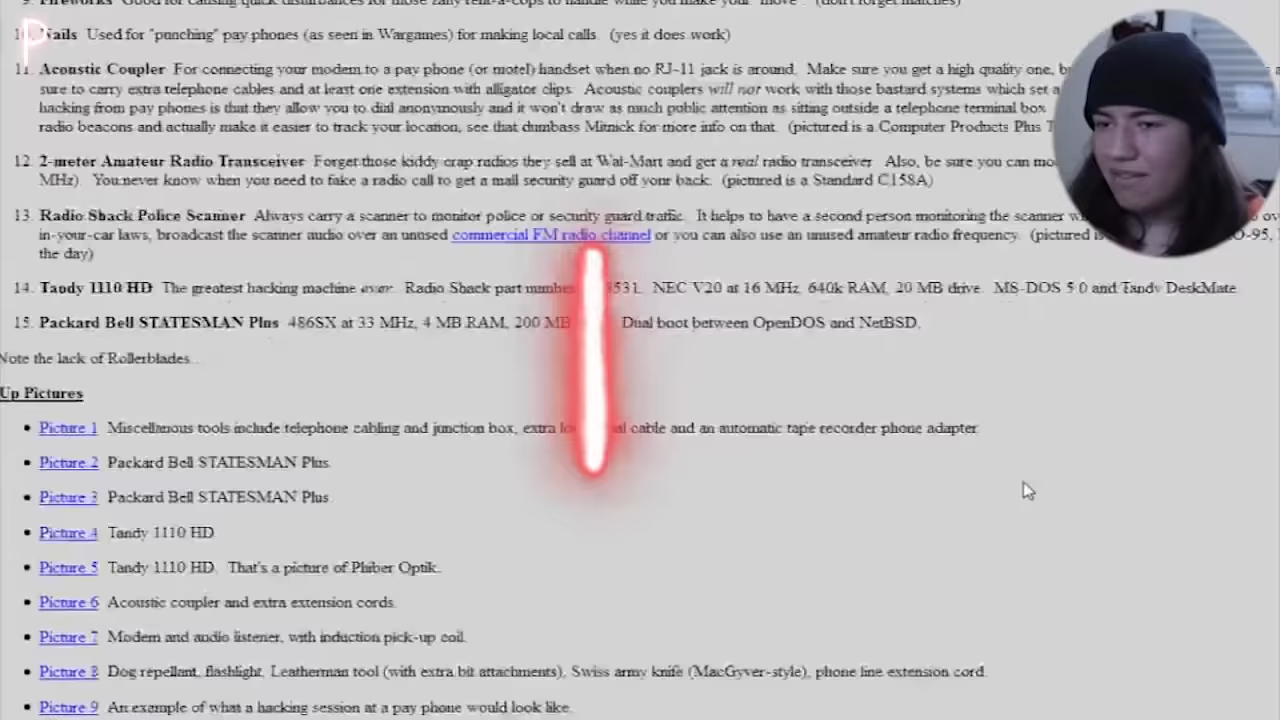 9. Fireworks Good for causing quick disturbances for those zany rent-a-cops to handle while you make your "move". (don't forget matches)
P
10. Nails Used for "punching" pay phones (as seen in Wargames) for making local calls. (yes it does work)
11. Acoustic Coupler For connecting your modem to a pay phone (or motel) handset when no RJ-11 jack is around. Make sure you get a high quality one,
sure to carry extra telephone cables and at least one extension with alligator clips. Acoustic couplers will not work with those bastard systems which set a
hacking from pay phones is that they allow you to dial anonymously and it won't draw as much public attention as sitting outside a telephone terminal box
radio beacons and actually make it easier to track your location, see that dumbass Mitnick for more info on that. (pictured is a Computer Products Plus
12. 2-meter Amateur Radio Transceiver Forget those kiddy crap radios they sell at Wal-Mart and get a real radio transceiver. Also, be sure you can
MHz). You never know when you need to fake a radio call to get a mall security guard off your back. (pictured is a Standard C158A)
13. Radio Shack Police Scanner Always carry a scanner to monitor police or security guard traffic. It helps to have a second person monitoring the scanner
in-your-car laws, broadcast the scanner audio over an unused commercial FM radio channel or you can also use an unused amateur radio frequency. (pictured
the day)
14. Tandy 1110 HD The greatest hacking machine ever. Radio Shack part 531. NEC V20 at 16 MHz, 640k RAM, 20 MB drive. MS-DOS 5.0 and Tandy DeskMate.
15. Packard Bell STATESMAN Plus 486SX at 33 MHz, 4 MB RAM, 200 MB Dual boot between OpenDOS and NetBSD.
Note the lack of Rollerblades...
Up Pictures
• Picture 1 Miscellanous tools include telephone cabling and junction box, extra cable and an automatic tape recorder phone adapter.
• Picture 2 Packard Bell STATESMAN Plus.
• Picture 3 Packard Bell STATESMAN Plus.
• Picture 4 Tandy 1110 HD
• Picture 5 Tandy 1110 HD. That's a picture of Phiber Optik.
• Picture 6 Acoustic coupler and extra extension cords.
• Picture 7 Modem and audio listener, with induction pick-up coil.
• Picture 8 Dog repellant, flashlight, Leatherman tool (with extra bit attachments), Swiss army knife (MacGyver-style), phone line extension cord.
• Picture 9 An example of what a hacking session at a pay phone would look like.